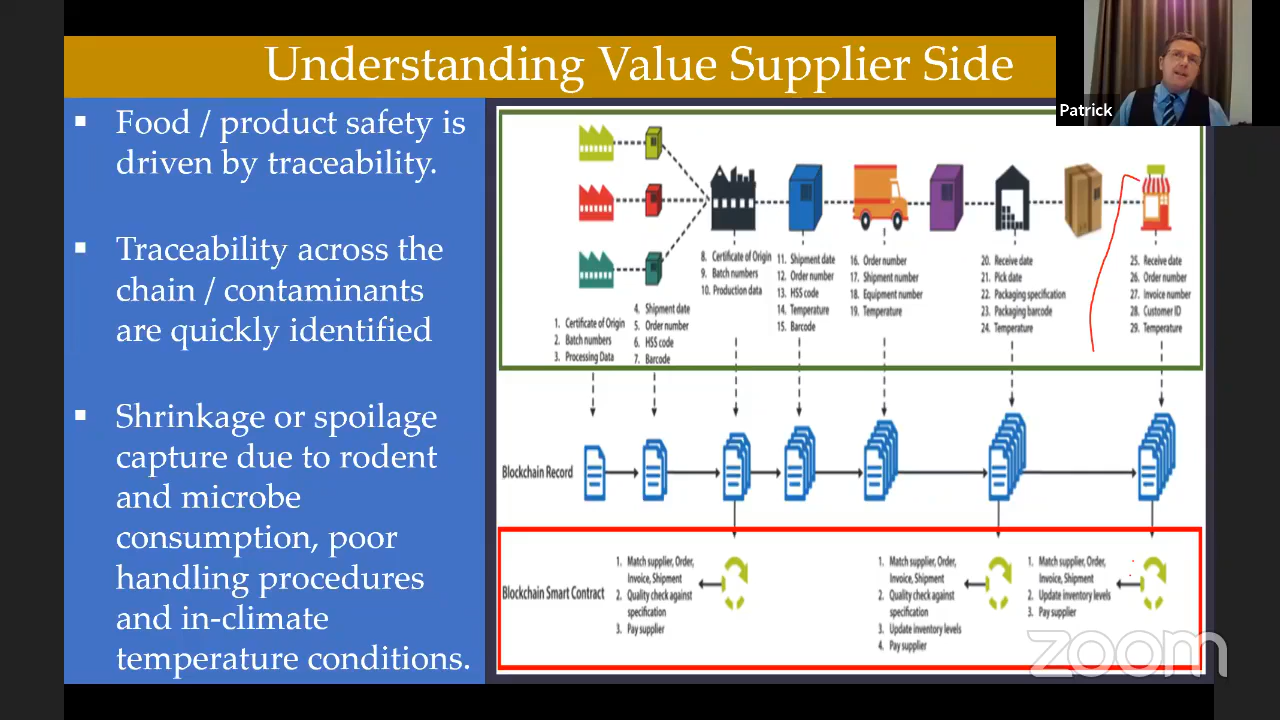 Understanding Value Supplier Side
Patrick
▪ Food / product safety is
driven by traceability.
▪ Traceability across the
chain / contaminants
are quickly identified
▪ Shrinkage or spoilage
capture due to rodent
and microbe
consumption, poor
handling procedures
and in-climate
temperature conditions.
1. Certificate of Origin
2. Batch numbers
3. Processing Data
4. Shipment date
5. Order number
6. HSS code
7. Barcode
8. Certificate of Origin
9. Batch numbers
10. Production data
11. Shipment date
12. Order number
13. HSS code
14. Temperature
15. Barcode
16. Order number
17. Shipment number
18. Equipment number
19. Temperature
20. Receive date
21. Pick date
22. Packaging specification
23. Packaging barcode
24. Temperature
25. Receive date
26. Order number
27. Invoice number
28. Customer ID
29. Temperature
Blockchain Record
Blockchain Smart Contract
1. Match supplier, Order,
Invoice, Shipment
2. Quality check against
specification
3. Pay supplier
1. Match supplier, Order,
Invoice, Shipment
2. Quality check against
specification
3. Update inventory levels
4. Pay supplier
1. Match supplier, Order,
Invoice, Shipment
2. Update inventory levels
3. Pay supplier
zoom